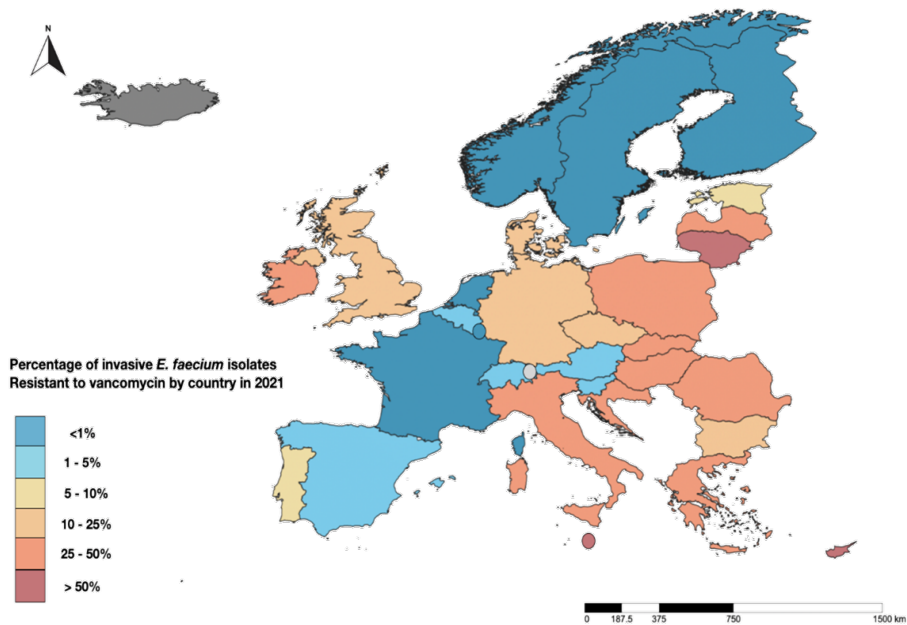 N
Percentage of invasive E. faecium isolates
Resistant to vancomycin by country in 2021
<1%
1 - 5%
5 - 10%
10 - 25%
25 - 50%
> 50%
0 187.5 375 750 1500 km